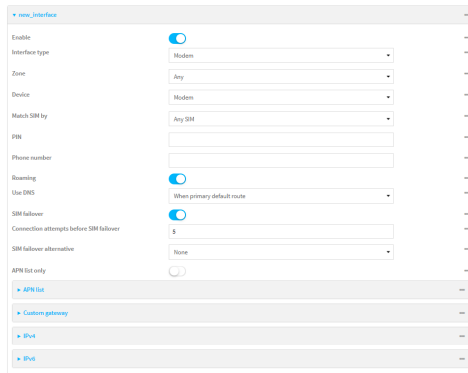 new_interface
Enable
Interface type Modem
Zone Any
Device Modem
Match SIM by Any SIM
PIN
Phone number
Roaming
Use DNS When primary default route
SIM failover
Connection attempts before SIM failover 5
SIM failover alternative None
APN list only
APN list
Custom gateway
IPv4
IPv6